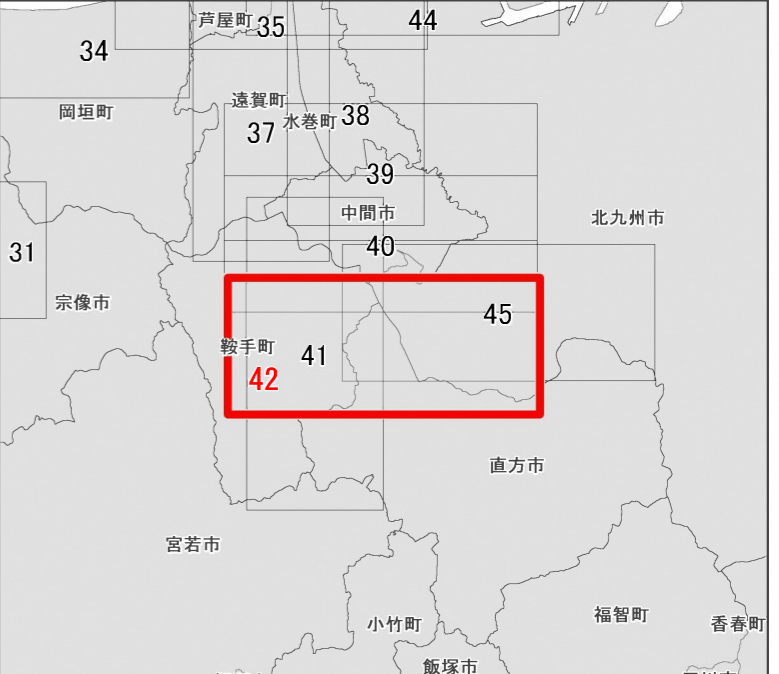 芦屋町
35
44
34
遠賀町
岡垣町
水巻町
38
37
39
中間市
北九州市
40
31
宗像市
45
鞍手町
41
42
直方市
宮若市
福智町
小竹町
香春町
飯塚市